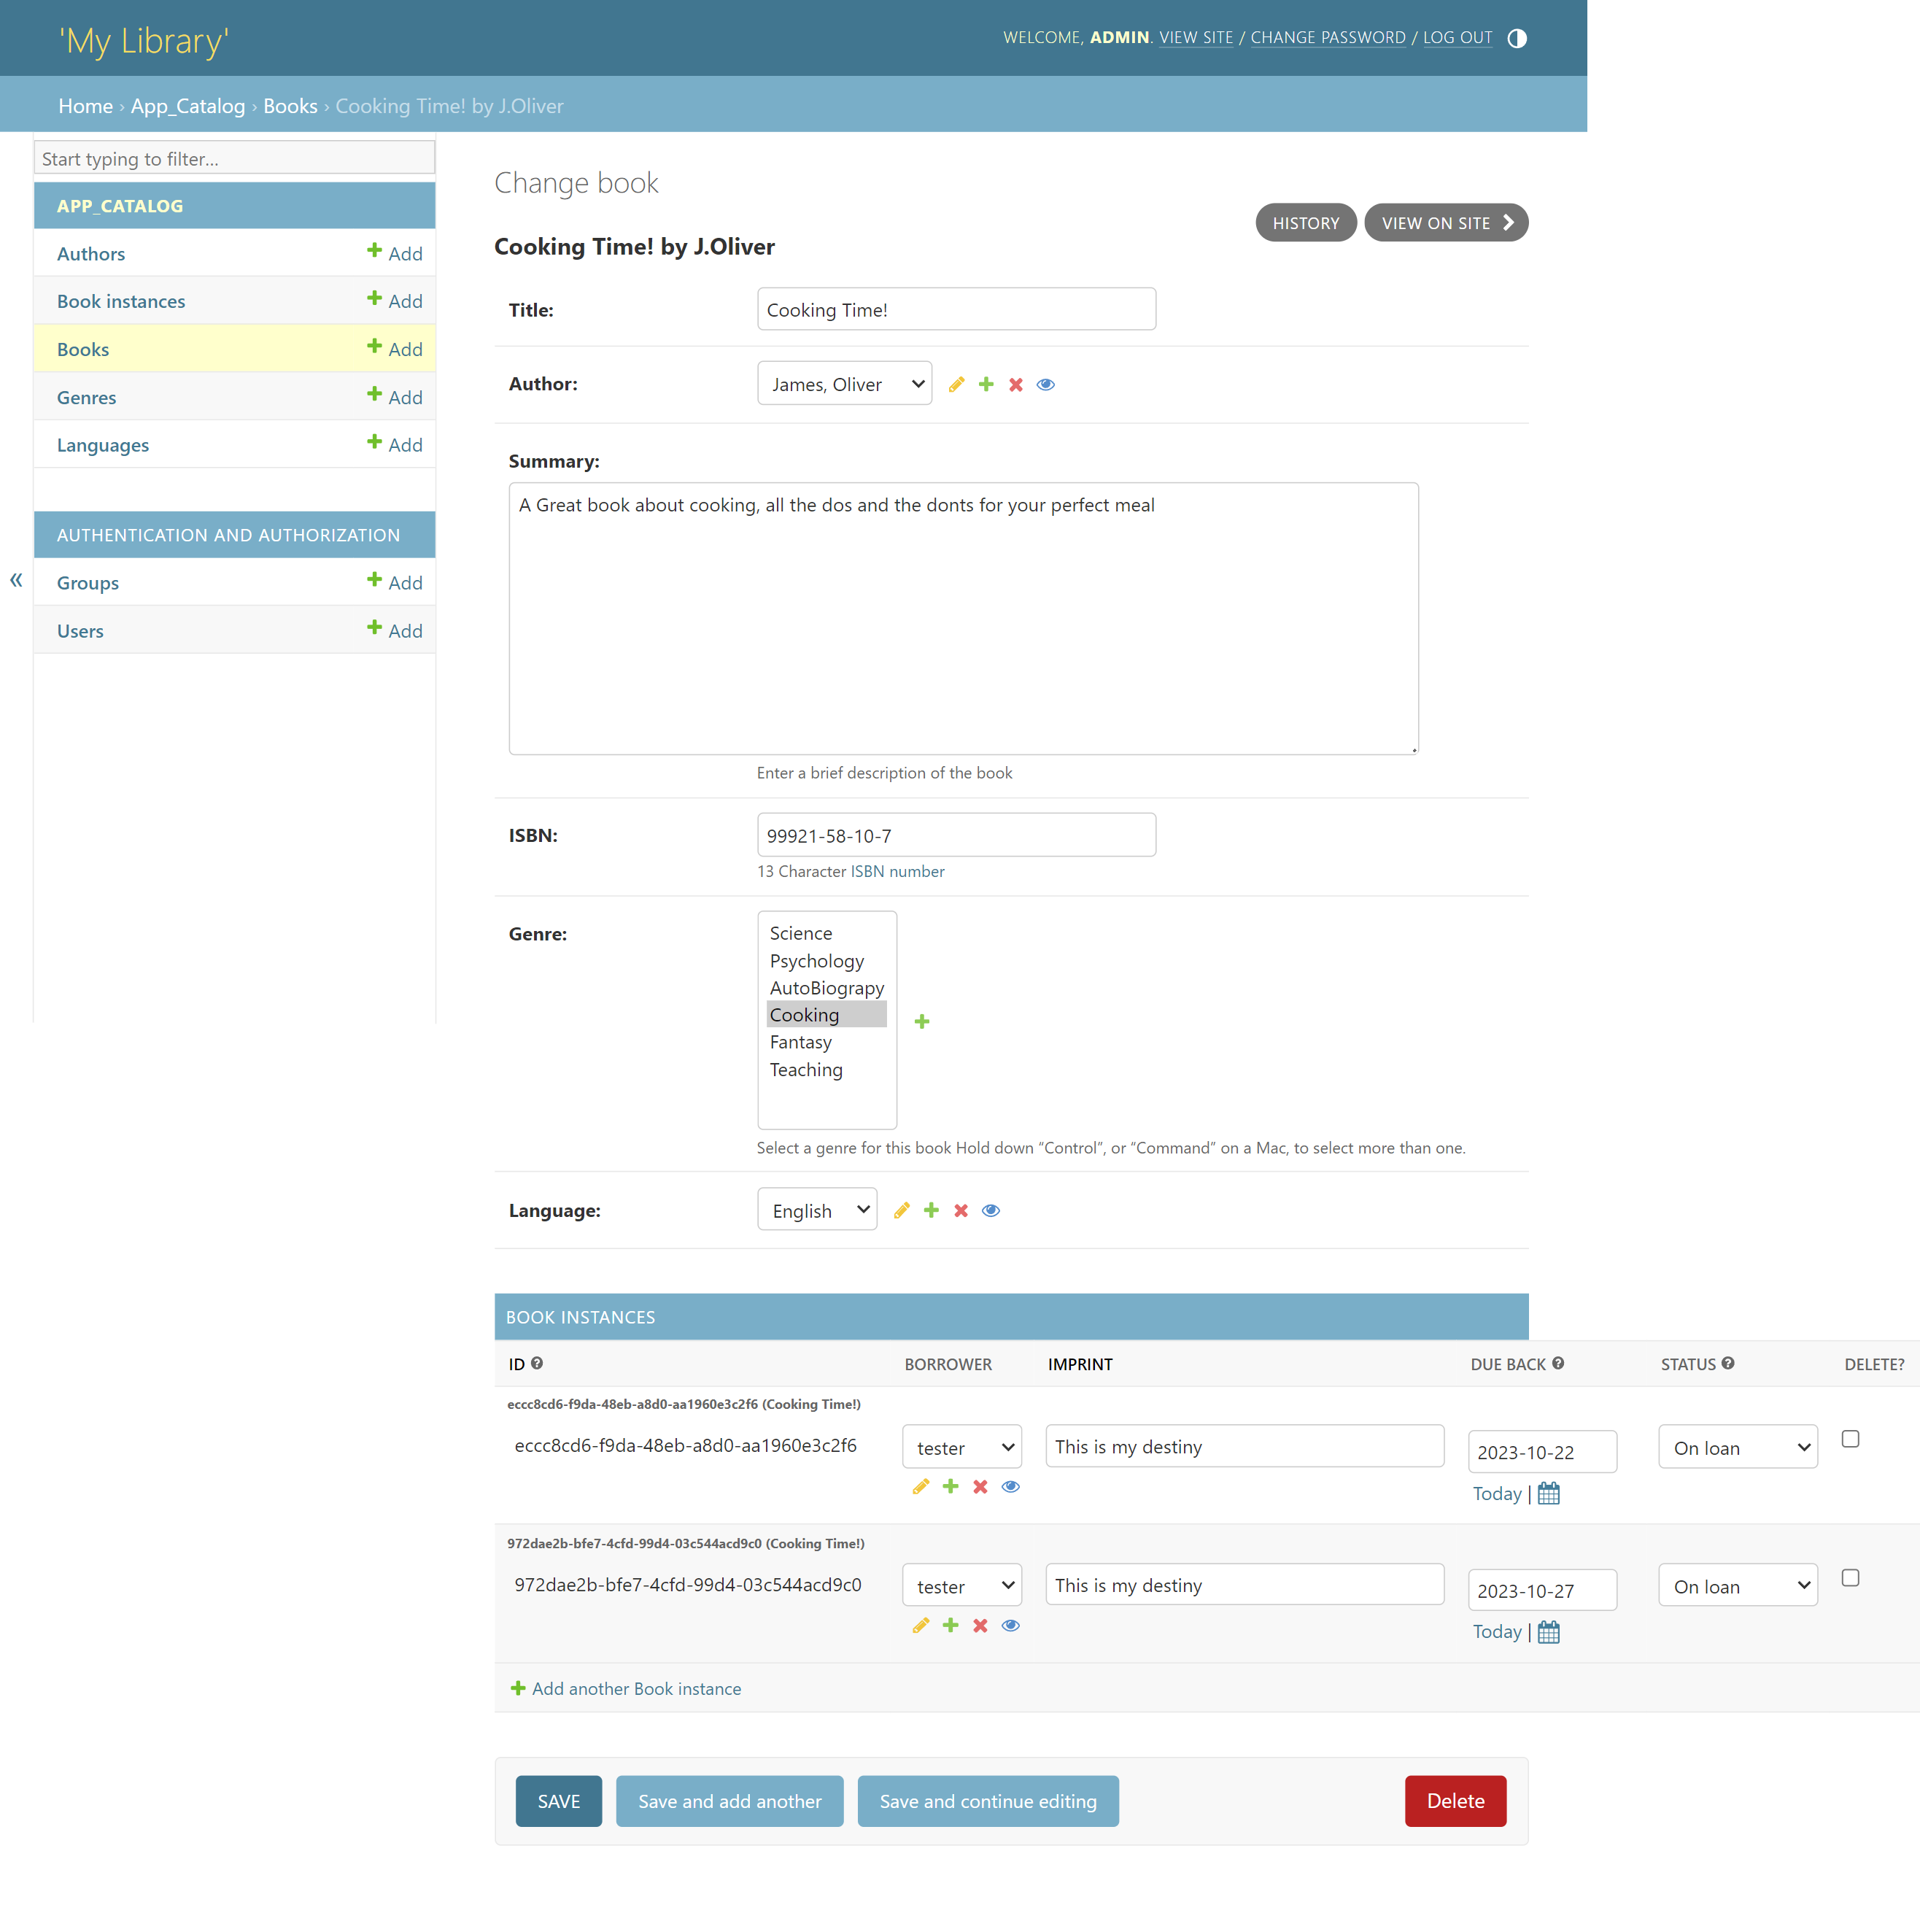 'My Library'
WELCOME, ADMIN. VIEW SITE / CHANGE PASSWORD / LOG OUT
Home › App_Catalog › Books › Cooking Time! by J.Oliver
Start typing to filter...
APP_CATALOG
Authors Add
Book instances Add
Books Add
Genres Add
Languages Add
AUTHENTICATION AND AUTHORIZATION
Groups Add
Users Add
«
Change book
HISTORY VIEW ON SITE
Cooking Time! by J.Oliver
Title: Cooking Time!
Author: James, Oliver
Summary:
A Great book about cooking, all the dos and the donts for your perfect meal
Enter a brief description of the book
ISBN: 99921-58-10-7
13 Character ISBN number
Genre:
Science
Psychology
AutoBiograpy
Cooking
Fantasy
Teaching
Select a genre for this book Hold down “Control”, or “Command” on a Mac, to select more than one.
Language: English
BOOK INSTANCES
ID BORROWER IMPRINT DUE BACK STATUS DELETE?
eccc8cd6-f9da-48eb-a8d0-aa1960e3c2f6 (Cooking Time!)
eccc8cd6-f9da-48eb-a8d0-aa1960e3c2f6 tester This is my destiny 2023-10-22 On loan
Today |
972dae2b-bfe7-4cfd-99d4-03c544acd9c0 (Cooking Time!)
972dae2b-bfe7-4cfd-99d4-03c544acd9c0 tester This is my destiny 2023-10-27 On loan
Today |
Add another Book instance
SAVE Save and add another Save and continue editing Delete